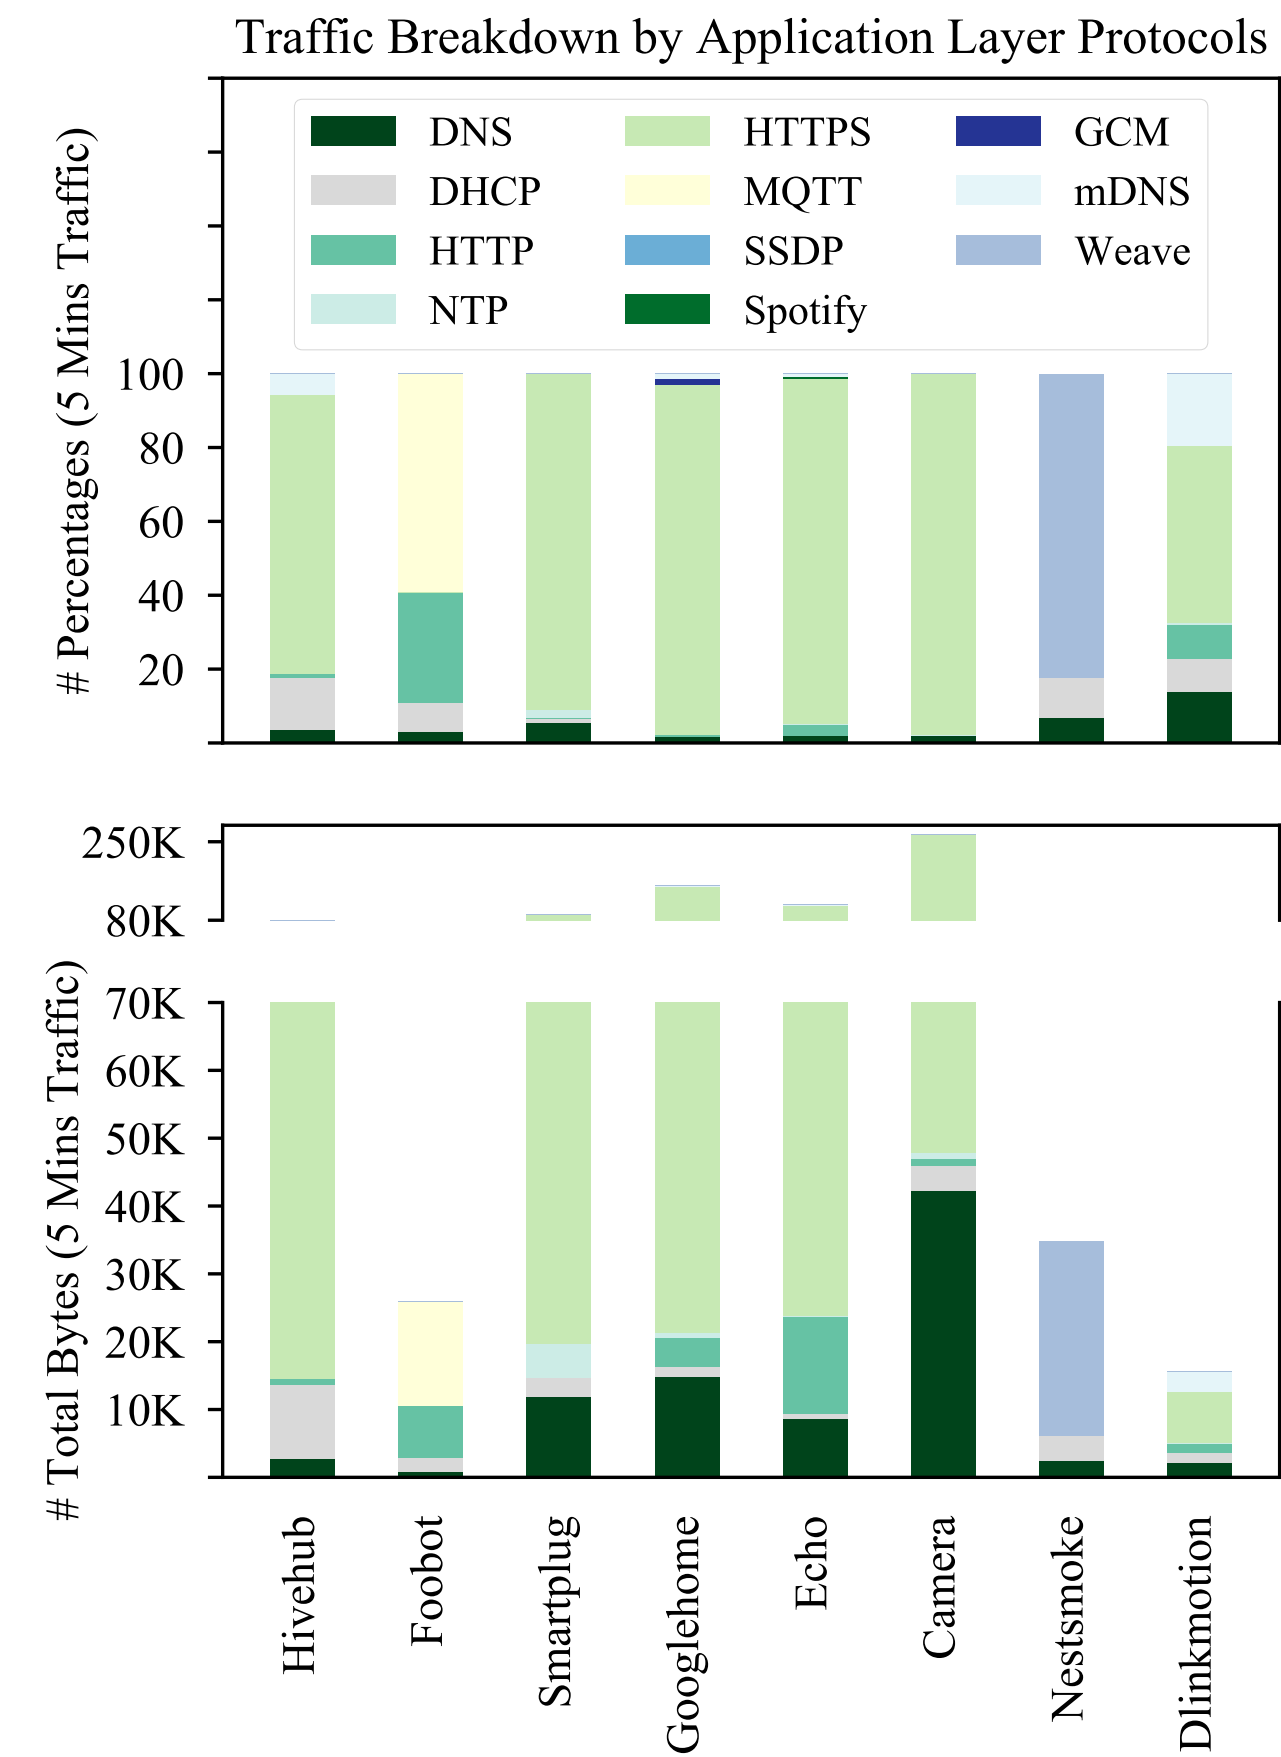 Traffic Breakdown by Application Layer Protocols
# Percentages (5 Mins Traffic)
DNS
DHCP
HTTP
NTP
HTTPS
MQTT
SSDP
Spotify
GCM
mDNS
Weave
100
80
60
40
20
# Total Bytes (5 Mins Traffic)
250K
80K
70K
60K
50K
40K
30K
20K
10K
Hivehub
Foobot
Smartplug
Googlehome
Echo
Camera
Nestsmoke
Dlinkmotion